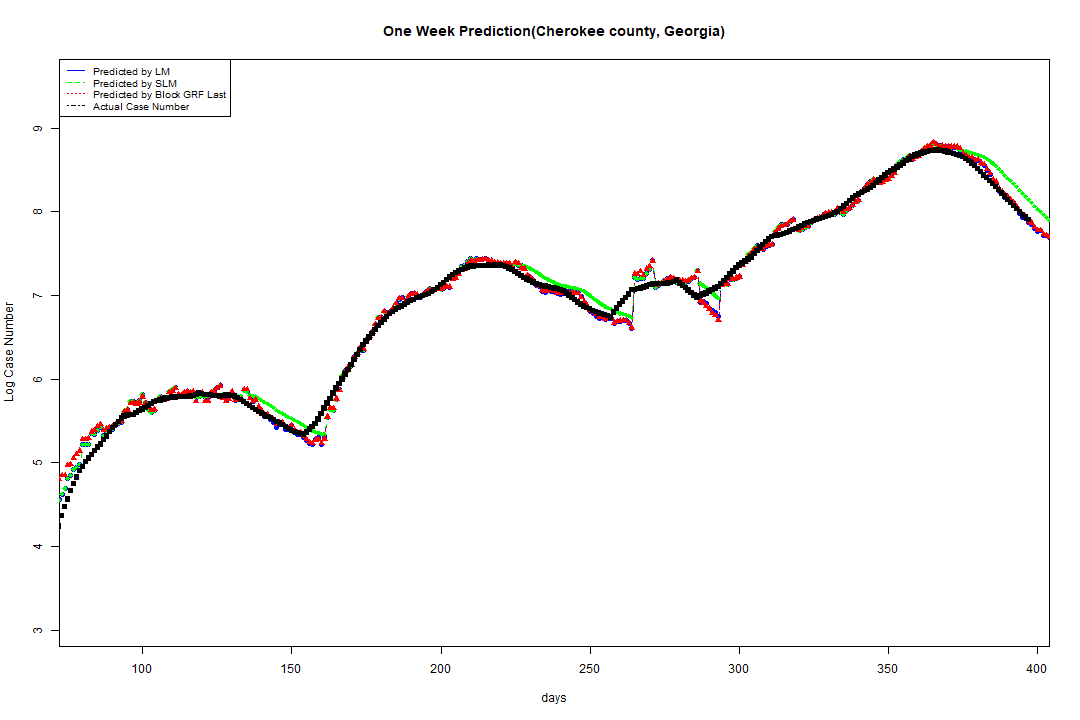 One Week Prediction(Cherokee county, Georgia)
Predicted by LM
Predicted by SLM
Predicted by Block GRF Last
Actual Case Number
9
8
7
6
5
4
3
Log Case Number
100 150 200 250 300 350 400
days